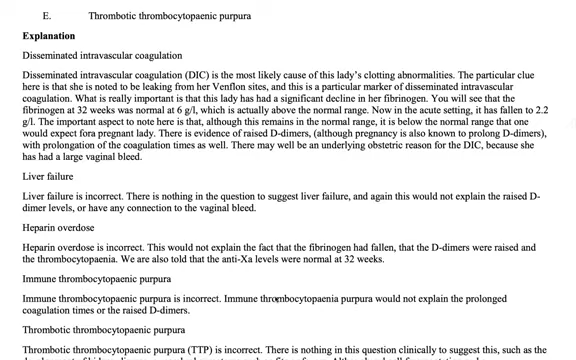 E. Thrombotic thrombocytopaenic purpura
Explanation
Disseminated intravascular coagulation
Disseminated intravascular coagulation (DIC) is the most likely cause of this lady's clotting abnormalities. The particular clue
here is that she is noted to be leaking from her Venflon sites, and this is a particular marker of disseminated intravascular
coagulation. What is really important is that this lady has had a significant decline in her fibrinogen. You will see that the
fibrinogen at 32 weeks was normal at 6 g/l, which is actually above the normal range. Now in the acute setting, it has fallen to 2.2
g/l. The important aspect to note here is that, although this remains in the normal range, it is below the normal range that one
would expect fora pregnant lady. There is evidence of raised D-dimers, (although pregnancy is also known to prolong D-dimers),
with prolongation of the coagulation times as well. There may well be an underlying obstetric reason for the DIC, because she
has had a large vaginal bleed.
Liver failure
Liver failure is incorrect. There is nothing in the question to suggest liver failure, and again this would not explain the raised D-
dimer levels, or have any connection to the vaginal bleed.
Heparin overdose
Heparin overdose is incorrect. This would not explain the fact that the fibrinogen had fallen, that the D-dimers were raised and
the thrombocytopaenia. We are also told that the anti-Xa levels were normal at 32 weeks.
Immune thrombocytopaenic purpura
Immune thrombocytopaenic purpura is incorrect. Immune thrombocytopaenia purpura would not explain the prolonged
coagulation times or the raised D-dimers.
Thrombotic thrombocytopaenic purpura
Thrombotic thrombocytopaenic purpura (TTP) is incorrect. There is nothing in this question clinically to suggest this, such as the